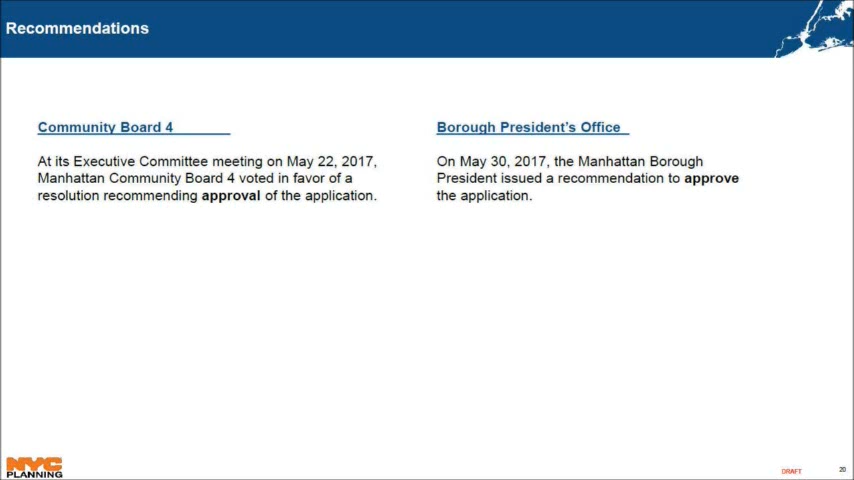 Recommendations
Community Board 4
At its Executive Committee meeting on May 22, 2017,
Manhattan Community Board 4 voted in favor of a
resolution recommending approval of the application.
Borough President's Office
On May 30, 2017, the Manhattan Borough
President issued a recommendation to approve
the application.
NYC
PLANNING
DRAFT
20